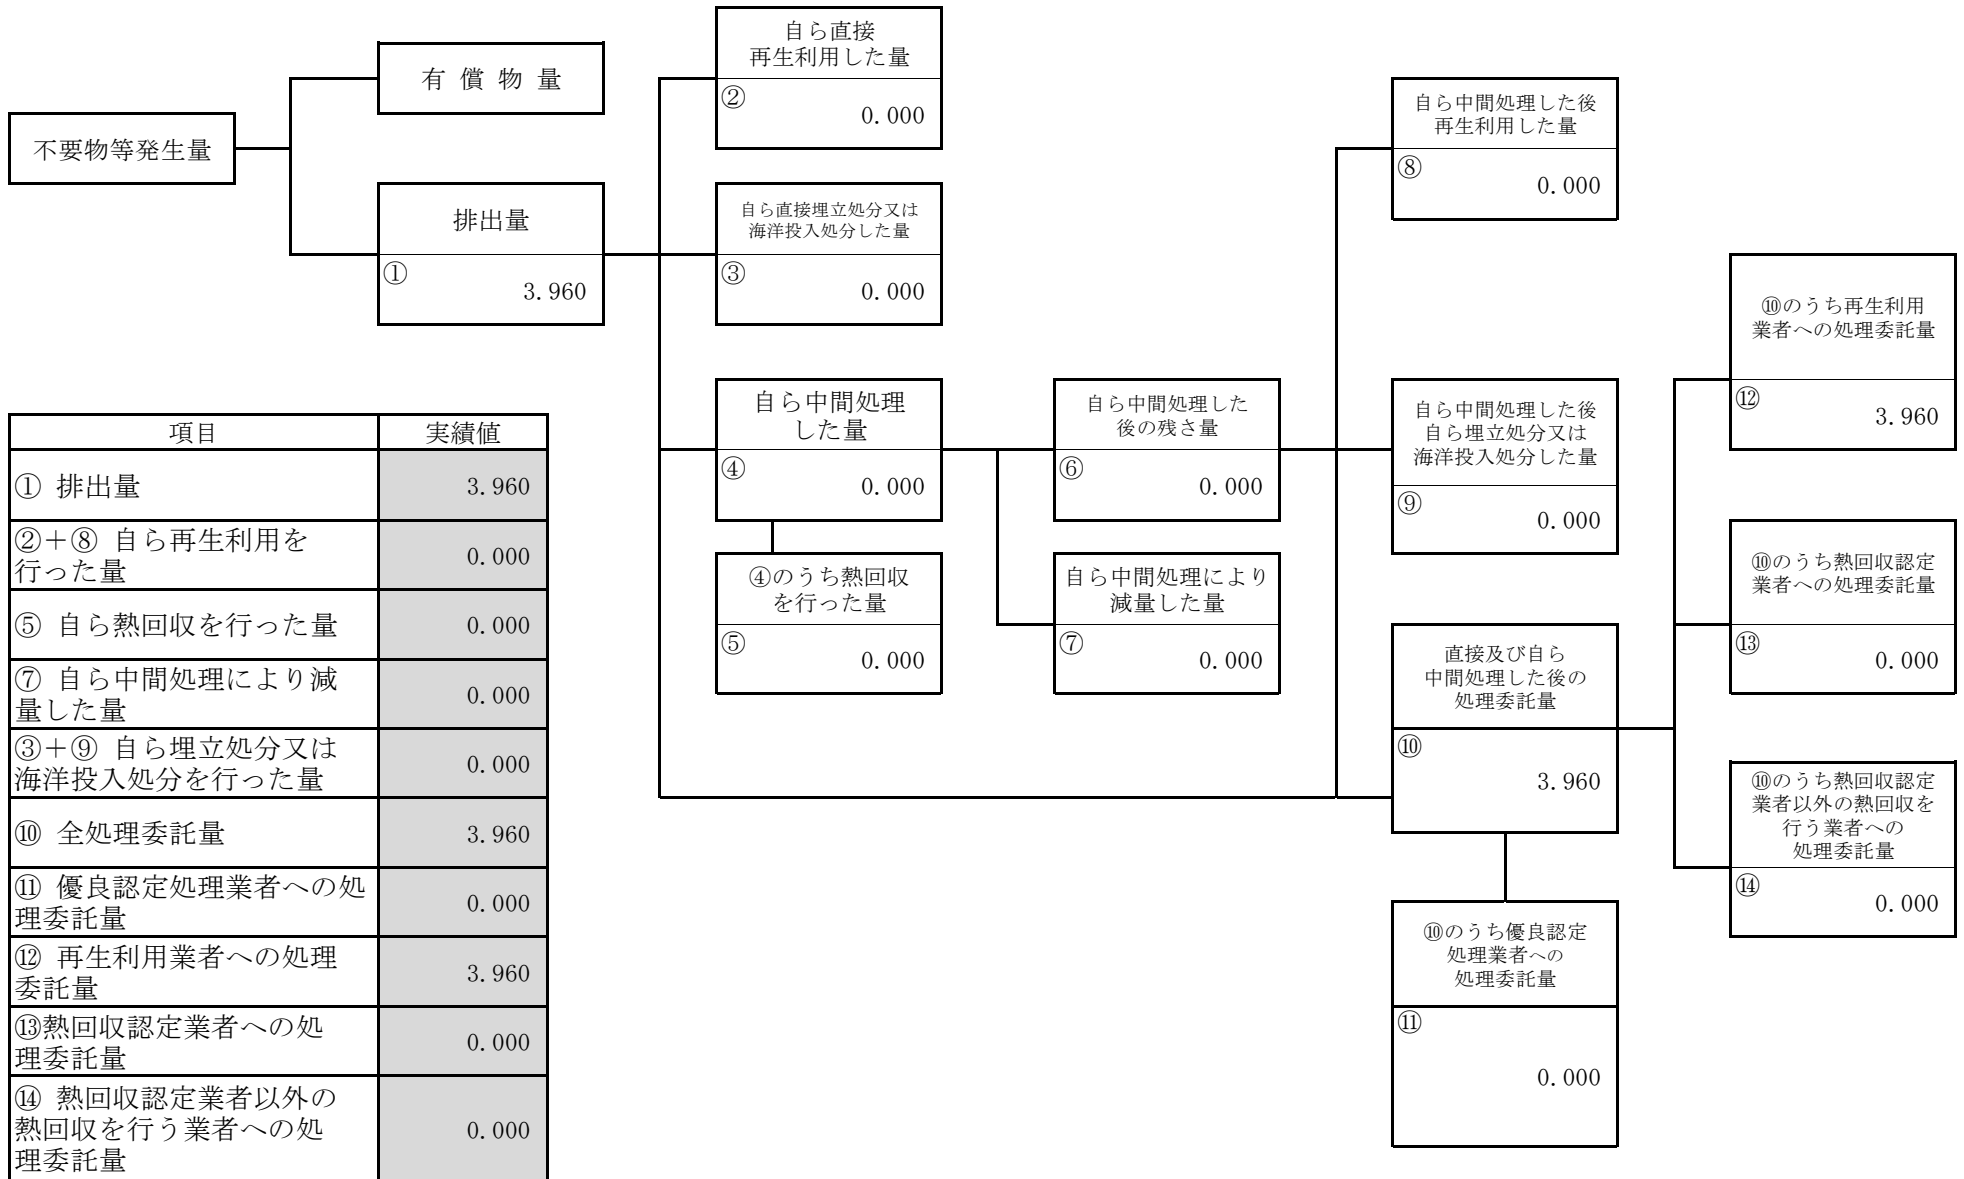 不要物等発生量
有償物量
排出量
①
3.960
自ら直接
再生利用した量
②
0.000
自ら直接埋立処分又は
海洋投入処分した量
③
0.000
自ら中間処理
した量
④
0.000
④のうち熱回収
を行った量
⑤
0.000
自ら中間処理した
後の残さ量
⑥
0.000
自ら中間処理により
減量した量
⑦
0.000
自ら中間処理した後
再生利用した量
⑧
0.000
自ら中間処理した後
自ら埋立処分又は
海洋投入処分した量
⑨
0.000
直接及び自ら
中間処理した後の
処理委託量
⑩
3.960
⑩のうち優良認定
処理業者への
処理委託量
⑪
0.000
⑩のうち再生利用
業者への処理委託量
⑫
3.960
⑩のうち熱回収認定
業者への処理委託量
⑬
0.000
⑩のうち熱回収認定
業者以外の熱回収を
行う業者への
処理委託量
⑭
0.000
項目 実績値
① 排出量 3.960
②＋⑧ 自ら再生利用を
行った量 0.000
⑤ 自ら熱回収を行った量 0.000
⑦ 自ら中間処理により減
量した量 0.000
③＋⑨ 自ら埋立処分又は
海洋投入処分を行った量 0.000
⑩ 全処理委託量 3.960
⑪ 優良認定処理業者への処
理委託量 0.000
⑫ 再生利用業者への処理
委託量 3.960
⑬熱回収認定業者への処
理委託量 0.000
⑭ 熱回収認定業者以外の
熱回収を行う業者への処
理委託量 0.000